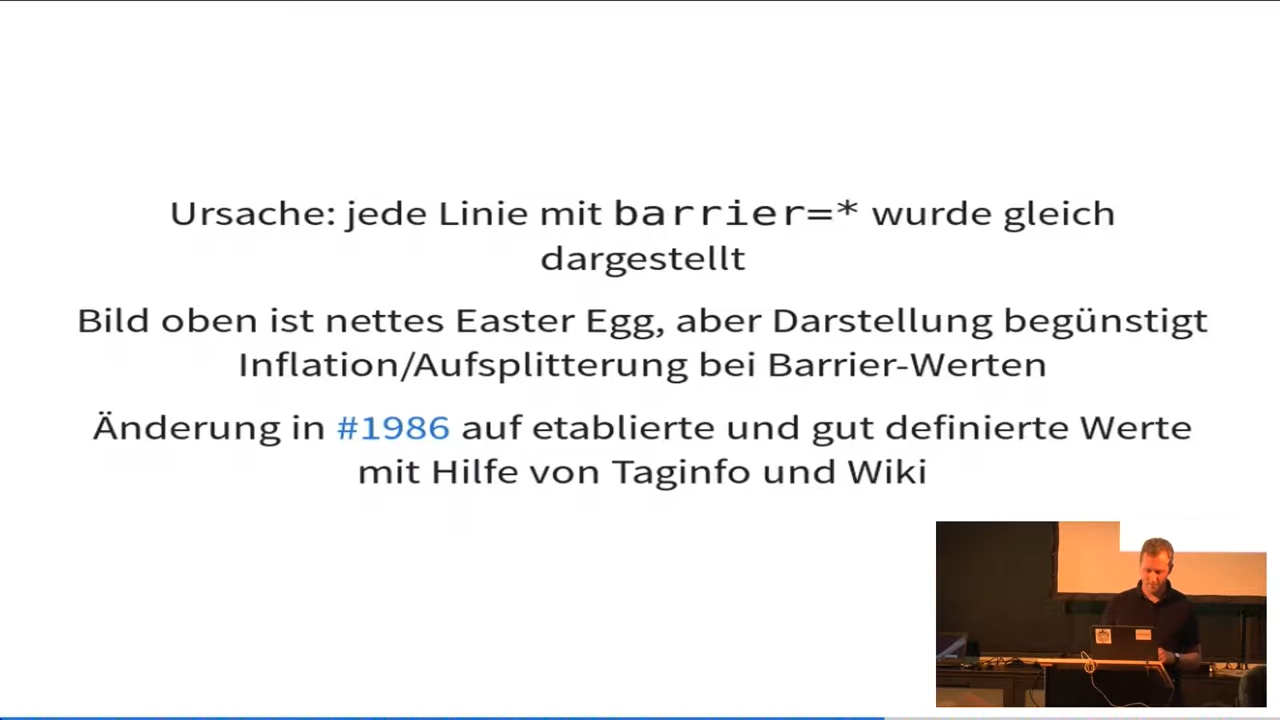 Ursache: jede Linie mit barrier=* wurde gleich
dargestellt
Bild oben ist nettes Easter Egg, aber Darstellung begünstigt
Inflation/Aufsplitterung bei Barrier-Werten
Änderung in #1986 auf etablierte und gut definierte Werte
mit Hilfe von Taginfo und Wiki